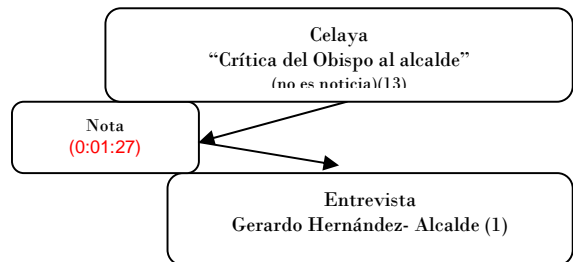 Celaya
“Crítica del Obispo al alcalde”
(no es noticia)(13)
Nota
(0:01:27)
Entrevista
Gerardo Hernández- Alcalde (1)